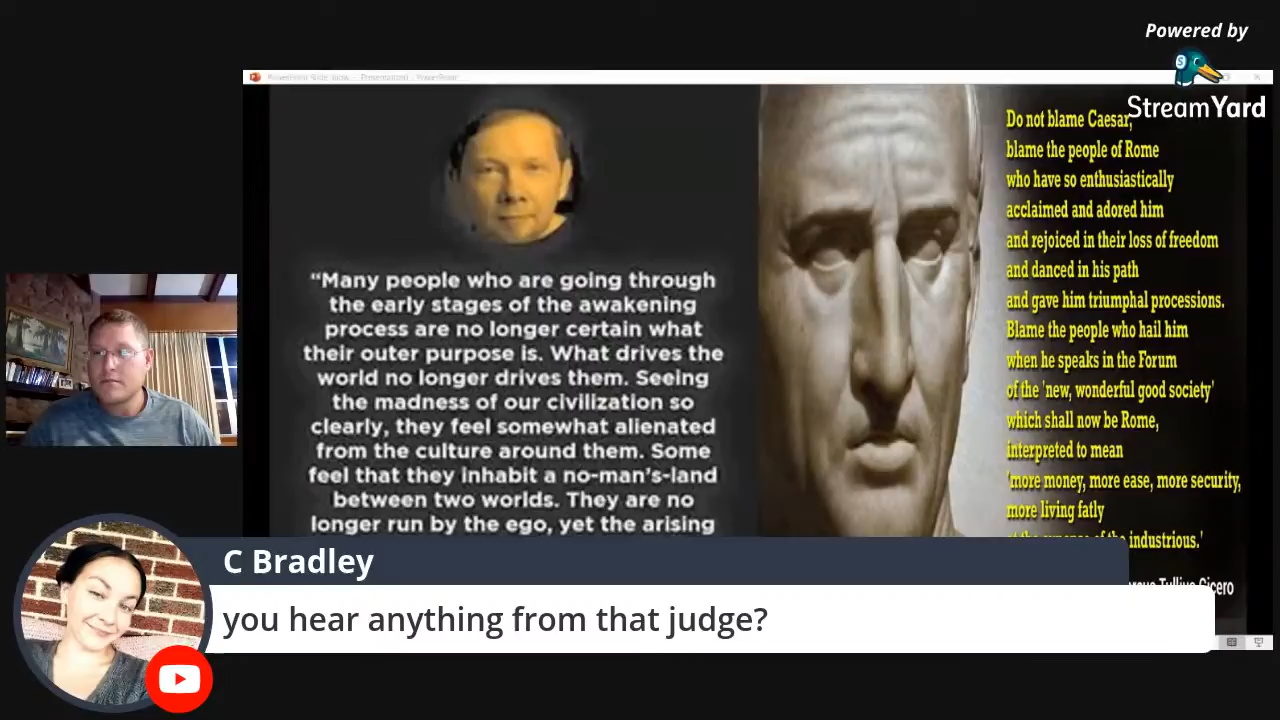 Powered by
StreamYard
PowerPoint Slide Show - Presentation1 - PowerPoint
“Many people who are going through
the early stages of the awakening
process are no longer certain what
their outer purpose is. What drives the
world no longer drives them. Seeing
the madness of our civilization so
clearly, they feel somewhat alienated
from the culture around them. Some
feel that they inhabit a no-man’s-land
between two worlds. They are no
longer run by the ego, yet the arising
Do not blame Caesar,
blame the people of Rome
who have so enthusiastically
acclaimed and adored him
and rejoiced in their loss of freedom
and danced in his path
and gave him triumphal processions.
Blame the people who hail him
when he speaks in the Forum
of the 'new, wonderful good society'
which shall now be Rome,
interpreted to mean
'more money, more ease, more security,
more living fatly
industrious.'
Tullius Cicero
C Bradley
you hear anything from that judge?